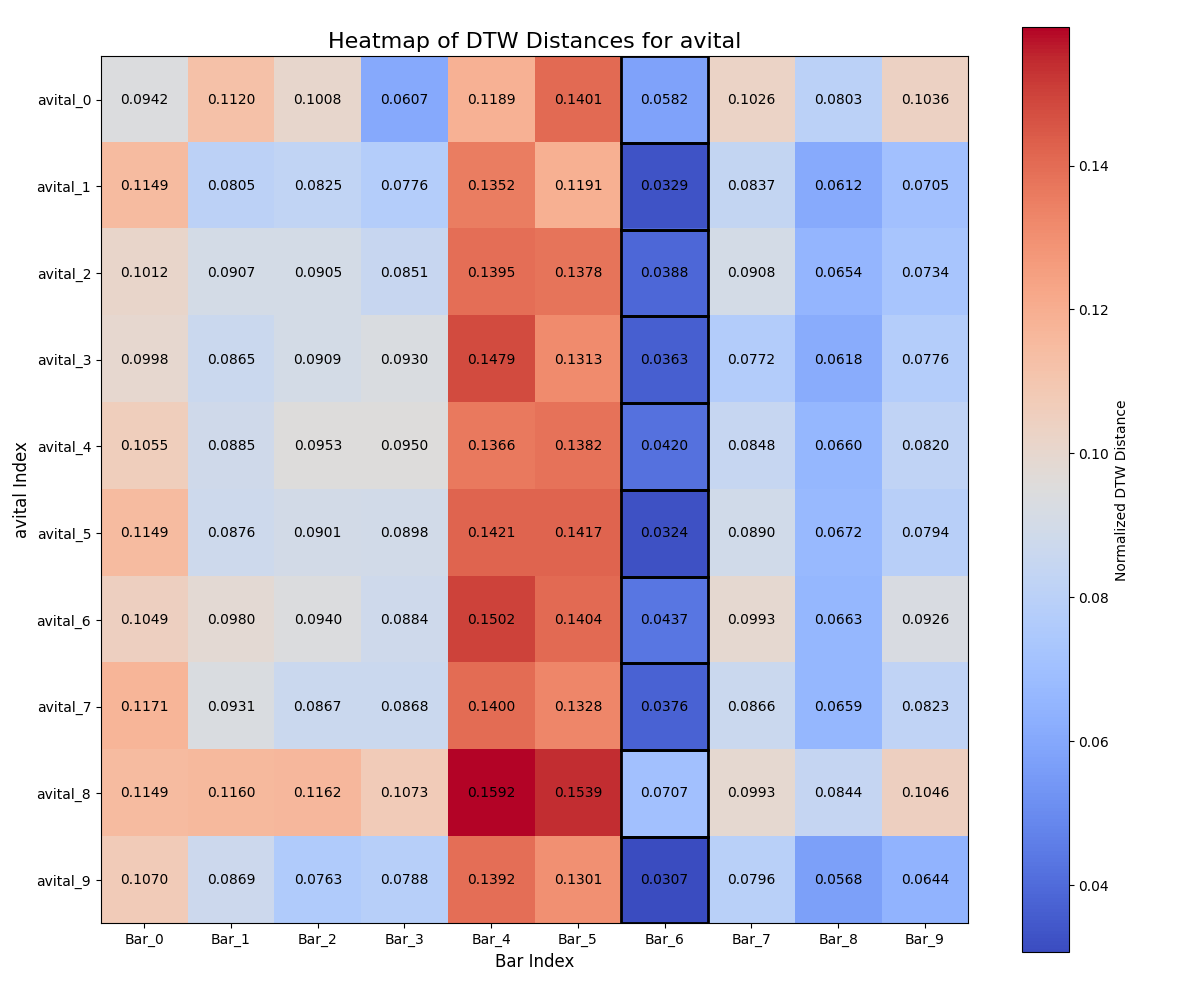 Heatmap of DTW Distances for avital
avital_0 0.0942 0.1120 0.1008 0.0607 0.1189 0.1401 0.0582 0.1026 0.0803 0.1036
avital_1 0.1149 0.0805 0.0825 0.0776 0.1352 0.1191 0.0329 0.0837 0.0612 0.0705
avital_2 0.1012 0.0907 0.0905 0.0851 0.1395 0.1378 0.0388 0.0908 0.0654 0.0734
avital_3 0.0998 0.0865 0.0909 0.0930 0.1479 0.1313 0.0363 0.0772 0.0618 0.0776
avital_4 0.1055 0.0885 0.0953 0.0950 0.1366 0.1382 0.0420 0.0848 0.0660 0.0820
avital_5 0.1149 0.0876 0.0901 0.0898 0.1421 0.1417 0.0324 0.0890 0.0672 0.0794
avital_6 0.1049 0.0980 0.0940 0.0884 0.1502 0.1404 0.0437 0.0993 0.0663 0.0926
avital_7 0.1171 0.0931 0.0867 0.0868 0.1400 0.1328 0.0376 0.0866 0.0659 0.0823
avital_8 0.1149 0.1160 0.1162 0.1073 0.1592 0.1539 0.0707 0.0993 0.0844 0.1046
avital_9 0.1070 0.0869 0.0763 0.0788 0.1392 0.1301 0.0307 0.0796 0.0568 0.0644
Bar_0 Bar_1 Bar_2 Bar_3 Bar_4 Bar_5 Bar_6 Bar_7 Bar_8 Bar_9
Bar Index
avital Index
0.14
0.12
0.10
0.08
0.06
0.04
Normalized DTW Distance